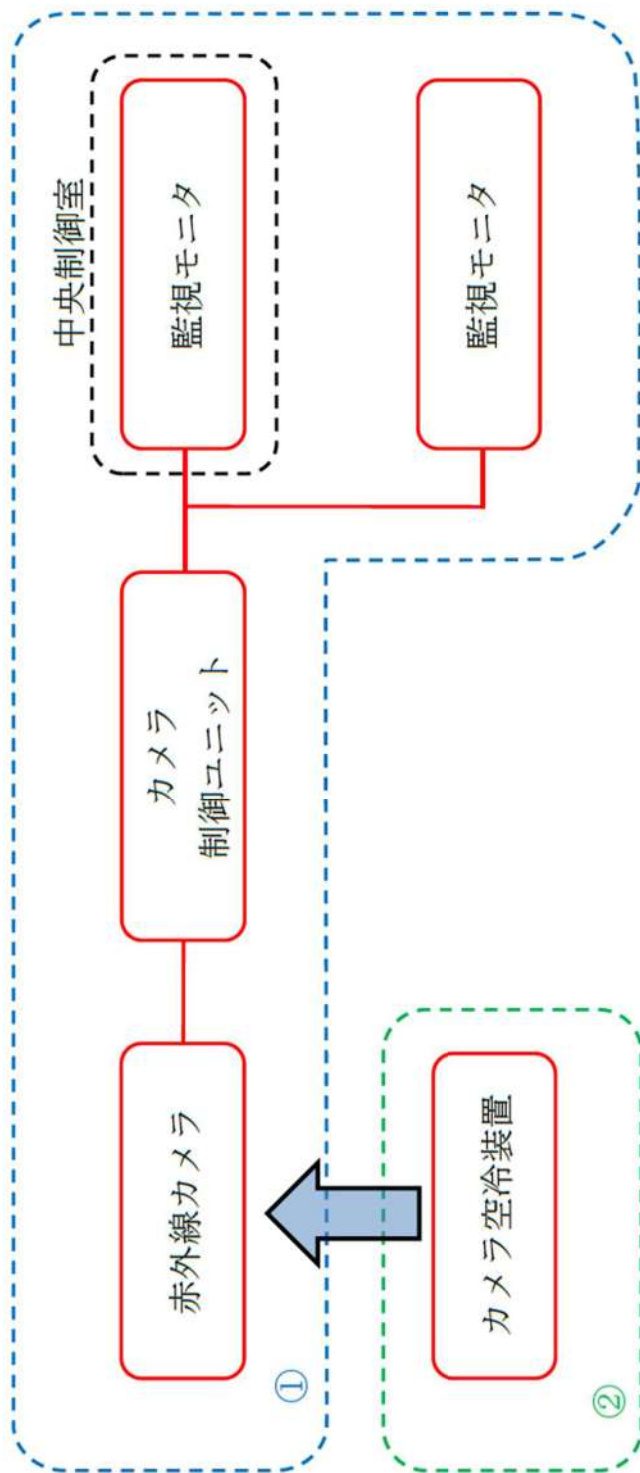 中央制御室
赤外線カメラ
カメラ
制御ユニット
監視モニタ
①
カメラ空冷装置
監視モニタ
②